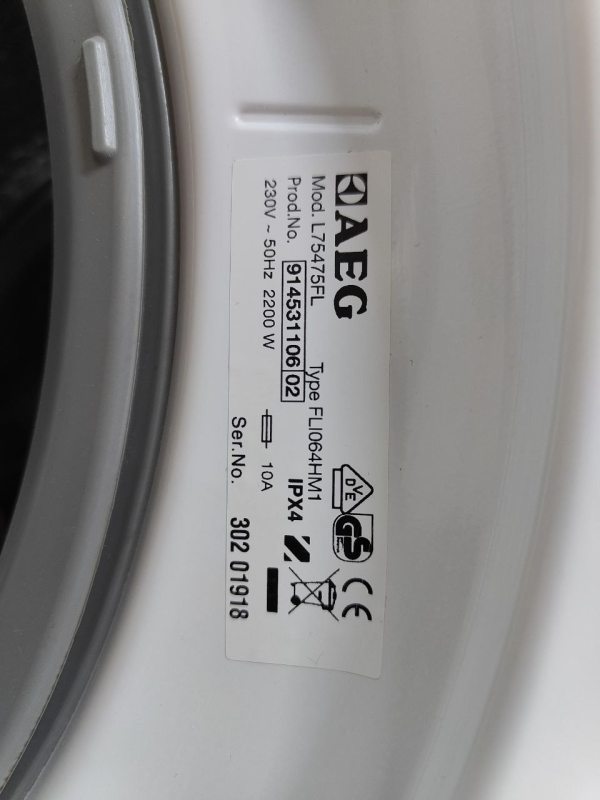 AEG
Mod. L75475FL Type FLI064HM1
Prod.No. 914531106 02 IPX4
230V ~ 50Hz 2200 W 10A
Ser.No. 302 01918
DVE
GS
CE